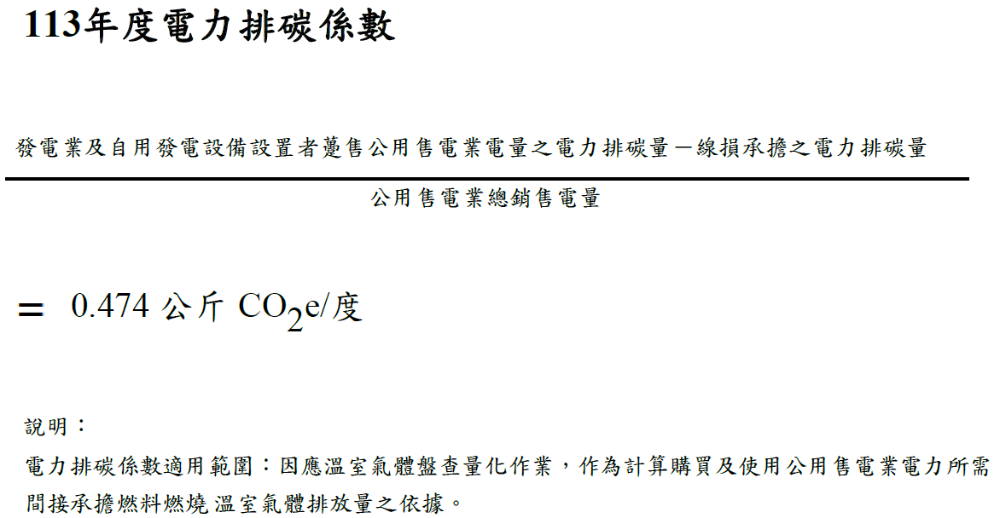 113年度電力排碳係數
發電業及自用發電設備設置者躉售公用售電業電量之電力排碳量－線損承擔之電力排碳量
公用售電業總銷售電量
= 0.474 公斤 CO2e/度
說明：
電力排碳係數適用範圍：因應溫室氣體盤查量化作業，作為計算購買及使用公用售電業電力所需
間接承擔燃料燃燒溫室氣體排放量之依據。